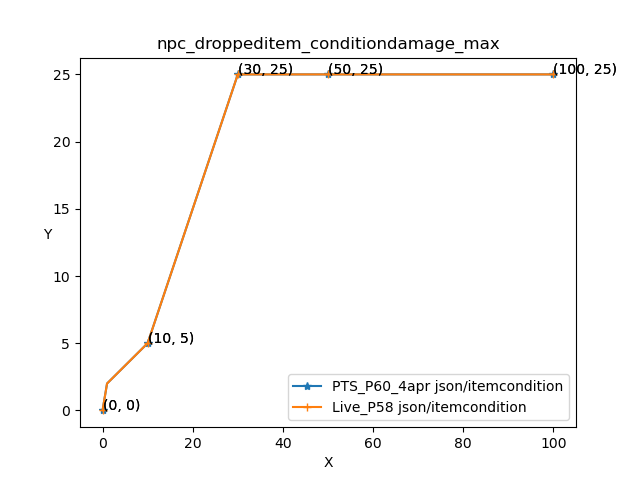 npc_droppeditem_conditiondamage_max
(30, 25) (50, 25) (100, 25)
25
20
15
Y
10
(10, 5)
5
PTS_P60_4apr json/itemcondition
Live_P58 json/itemcondition
(0, 0)
0
0 20 40 60 80 100
X